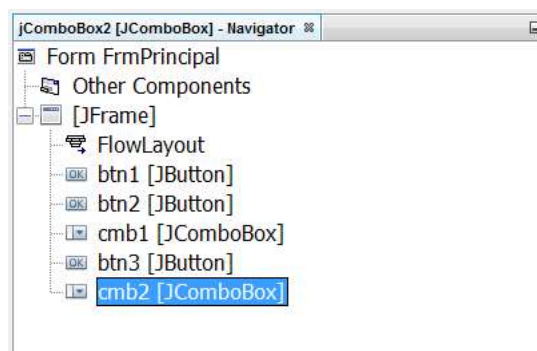 jComboBox2 [JComboBox] - Navigator
Form FrmPrincipal
Other Components
[JFrame]
FlowLayout
OK btn1 [JButton]
OK btn2 [JButton]
cmb1 [JComboBox]
OK btn3 [JButton]
cmb2 [JComboBox]